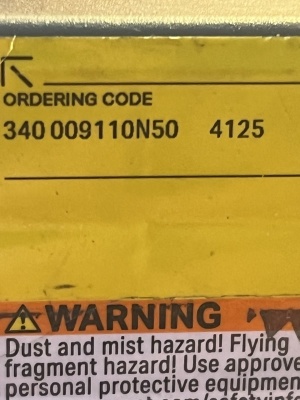 ORDERING CODE
340 009110N50 4125
WARNING
Dust and mist hazard! Flying
fragment hazard! Use approve
personal protective equipmen